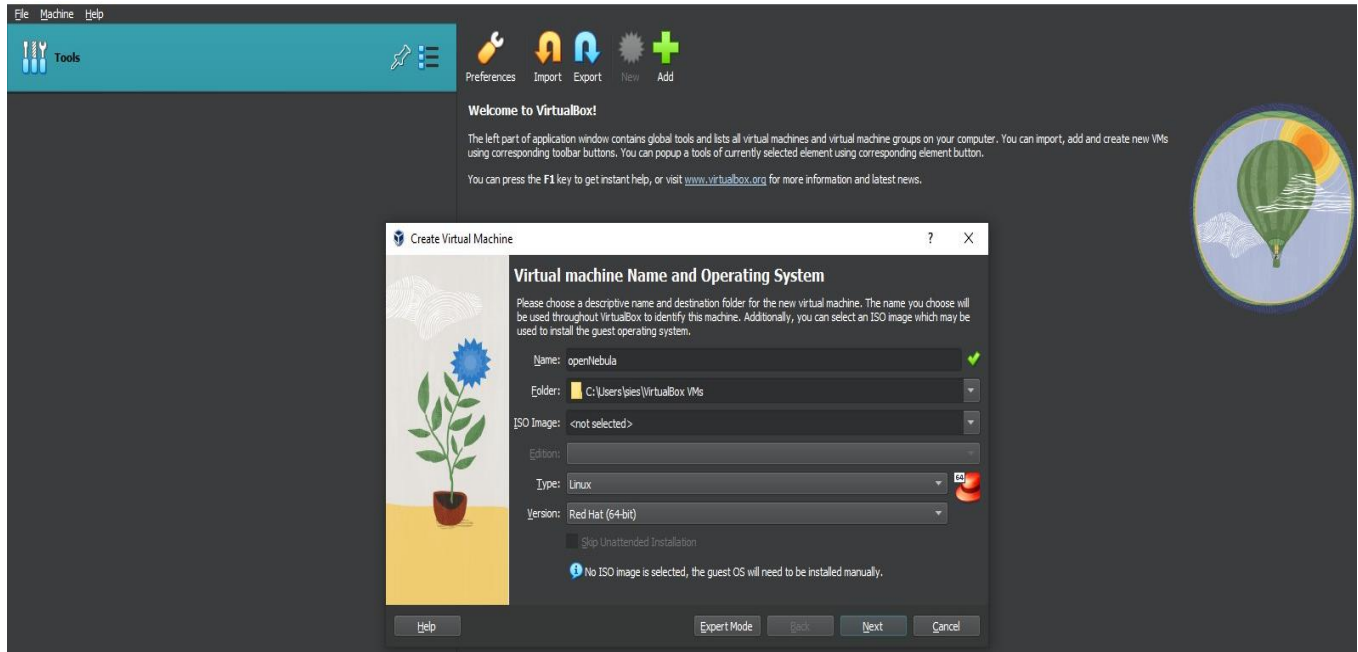 File Machine Help
Tools
Preferences Import Export New Add
Welcome to VirtualBox!
The left part of application window contains global tools and lists all virtual machines and virtual machine groups on your computer. You can import, add and create new VMs
using corresponding toolbar buttons. You can popup a tools of currently selected element using corresponding element button.
You can press the F1 key to get instant help, or visit www.virtualbox.org for more information and latest news.
Create Virtual Machine ? X
Virtual machine Name and Operating System
Please choose a descriptive name and destination folder for the new virtual machine. The name you choose will
be used throughout VirtualBox to identify this machine. Additionally, you can select an ISO image which may be
used to install the guest operating system.
Name: openNebula
Folder: C:\Users\sies\VirtualBox VMs
ISO Image: <not selected>
Edition:
Type: Linux
64
Version: Red Hat (64-bit)
Skip Unattended Installation
No ISO image is selected, the guest OS will need to be installed manually.
Help Expert Mode Back Next Cancel